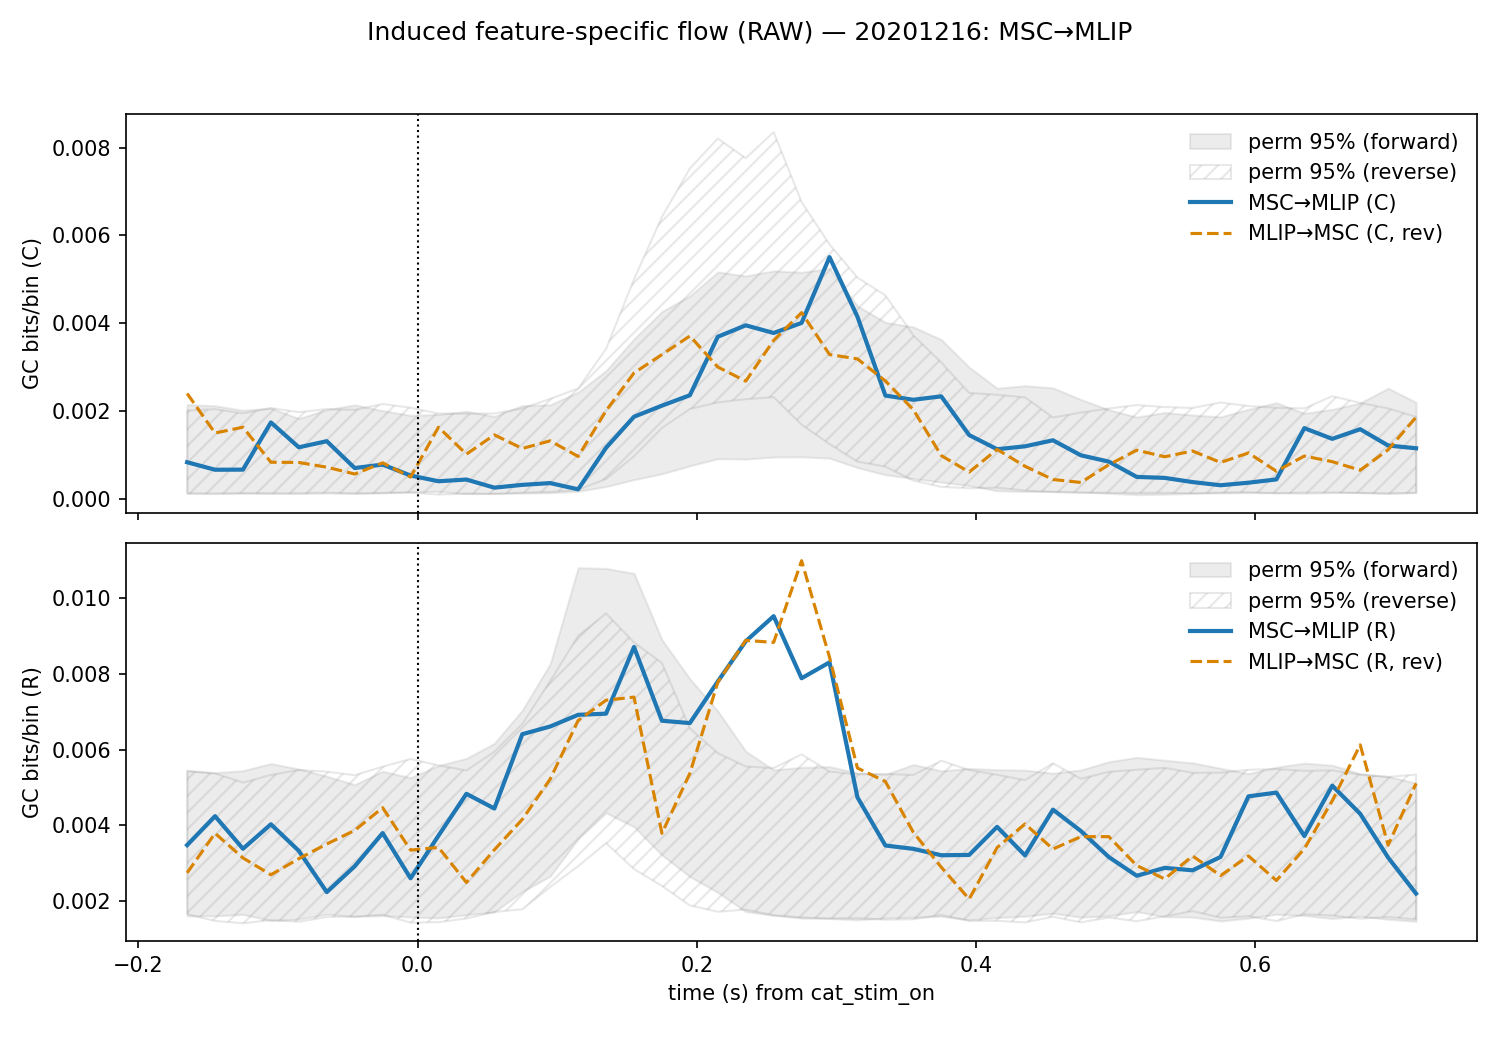 Induced feature-specific flow (RAW) — 20201216: MSC→MLIP
GC bits/bin (C)
0.008
0.006
0.004
0.002
0.000
perm 95% (forward)
perm 95% (reverse)
MSC→MLIP (C)
MLIP→MSC (C, rev)
GC bits/bin (R)
0.010
0.008
0.006
0.004
0.002
perm 95% (forward)
perm 95% (reverse)
MSC→MLIP (R)
MLIP→MSC (R, rev)
−0.2 0.0 0.2 0.4 0.6
time (s) from cat_stim_on